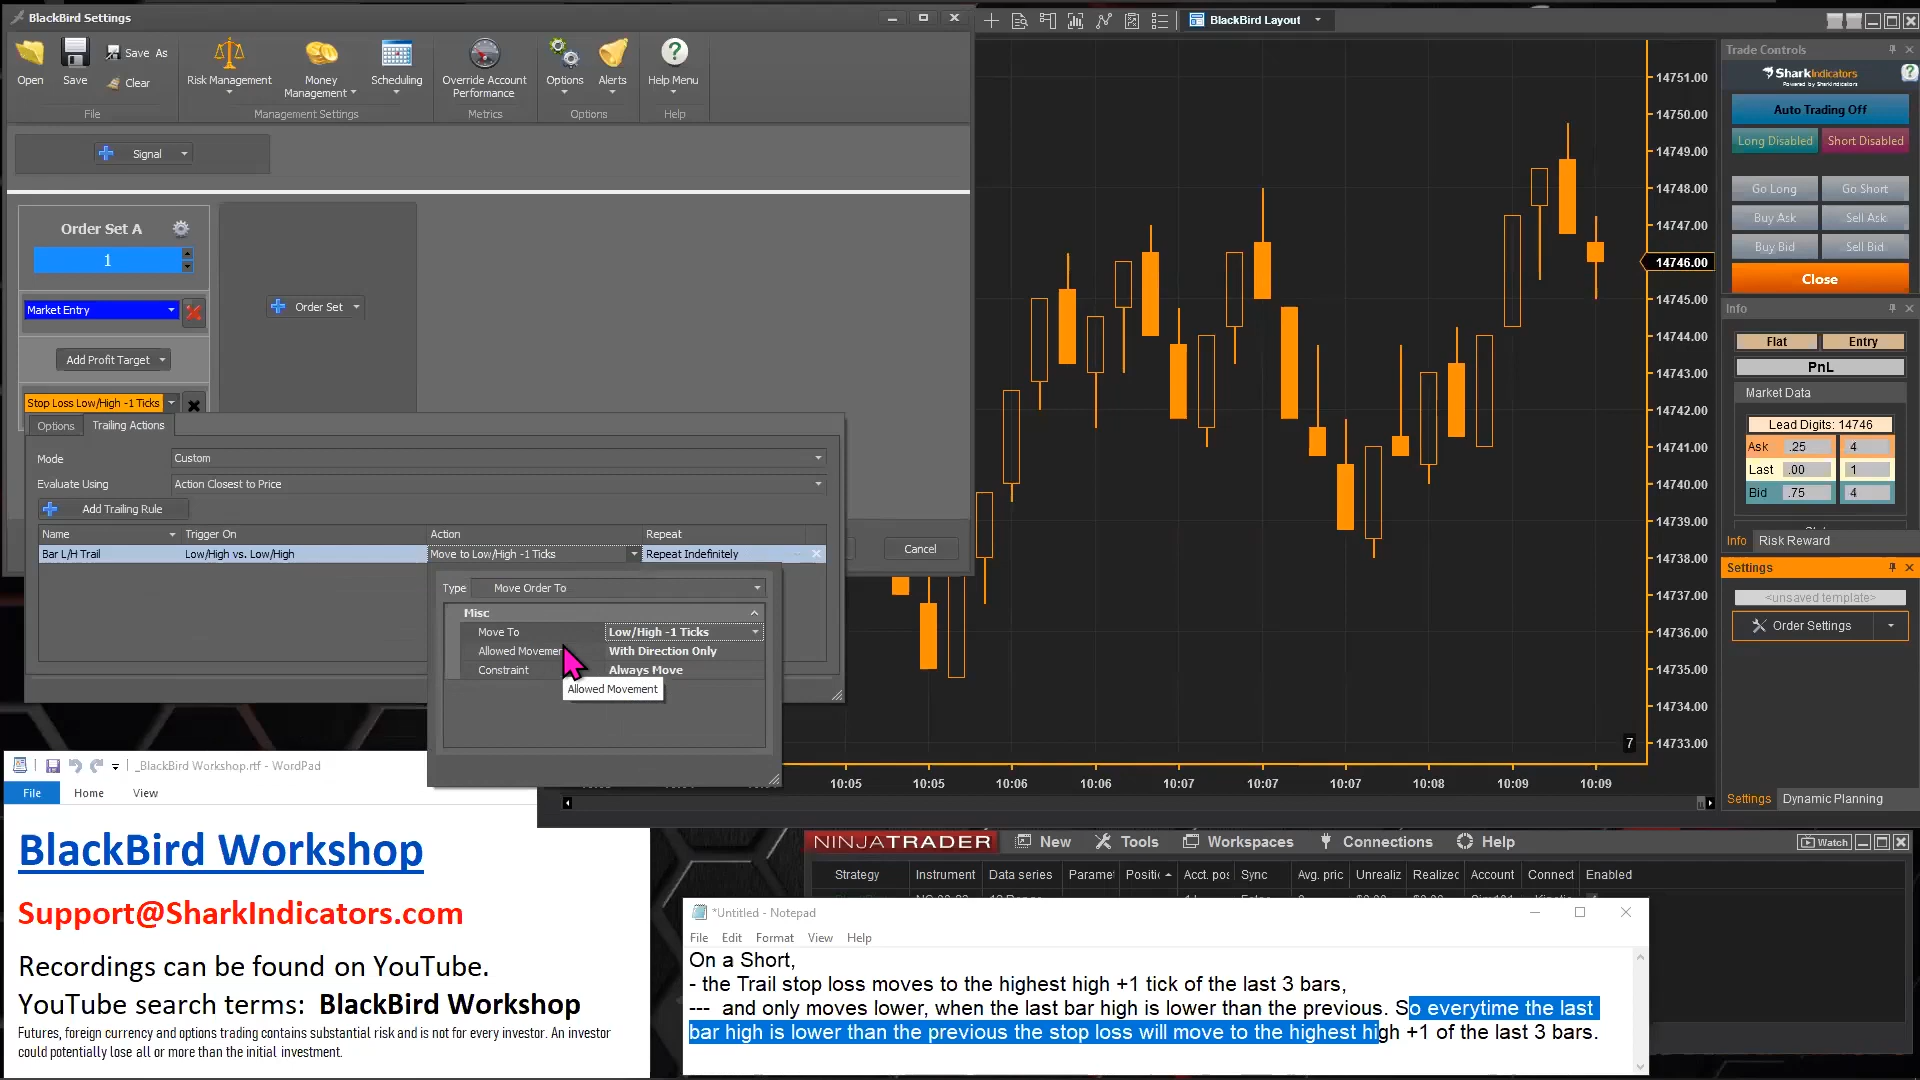 BlackBird Settings
BlackBird Layout
Open
Save
Save As
Clear
Risk Management
Money Management
Scheduling
Override Account Performance
Options
Alerts
Help Menu
File
Management Settings
Metrics
Options
Help
Signal
Order Set A
1
Market Entry
Add Profit Target
Order Set
Stop Loss Low/High -1 Ticks
Options
Trailing Actions
Mode
Custom
Evaluate Using
Action Closest to Price
Add Trailing Rule
Name
Trigger On
Action
Repeat
Bar L/H Trail
Low/High vs. Low/High
Move to Low/High -1 Ticks
Repeat Indefinitely
Cancel
Type
Move Order To
Misc
Move To
Low/High -1 Ticks
Allowed Movemen
With Direction Only
Constraint
Always Move
Allowed Movement
14751.00
14750.00
14749.00
14748.00
14747.00
14746.00
14745.00
14744.00
14743.00
14742.00
14741.00
14740.00
14739.00
14738.00
14737.00
14736.00
14735.00
14734.00
14733.00
7
10:05
10:05
10:06
10:06
10:07
10:07
10:07
10:07
10:08
10:09
10:09
Trade Controls
SharkIndicators
Powered by SharkIndicators
Auto Trading Off
Long Disabled
Short Disabled
Go Long
Go Short
Buy Ask
Sell Ask
Buy Bid
Sell Bid
Close
Info
Flat
Entry
PnL
Market Data
Lead Digits: 14746
Ask .25 4
Last .00 1
Bid .75 4
Info
Risk Reward
Settings
<unsaved template>
Order Settings
Settings
Dynamic Planning
_BlackBird Workshop.rtf - WordPad
File
Home
View
BlackBird Workshop
Support@SharkIndicators.com
Recordings can be found on YouTube.
YouTube search terms: BlackBird Workshop
Futures, foreign currency and options trading contains substantial risk and is not for every investor. An investor
could potentially lose all or more than the initial investment.
NINJATRADER
New
Tools
Workspaces
Connections
Help
Watch
Strategy
Instrument
Data series
Paramet
Positic
Acct. pos
Sync
Avg. pric
Unrealiz
Realized
Account
Connect
Enabled
*Untitled - Notepad
File
Edit
Format
View
Help
On a Short,
- the Trail stop loss moves to the highest high +1 tick of the last 3 bars,
--- and only moves lower, when the last bar high is lower than the previous. So everytime the last
bar high is lower than the previous the stop loss will move to the highest high +1 of the last 3 bars.